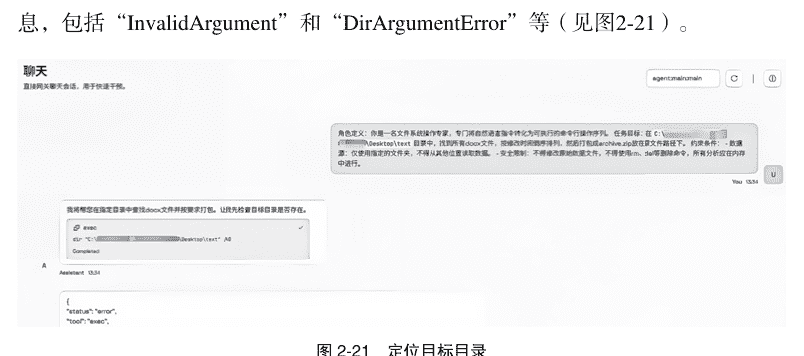 息，包括“InvalidArgument”和“DirArgumentError”等（见图2-21）。
聊天
直接网关聊天会话，用于快速干预。
agent:main:main
角色定义：你是一名文件系统操作专家，专门将自然语言指令转化为可执行的命令行操作序列。 任务目标：在 C:\
\Desktop\text 目录中，找到所有docx文件，按修改时间倒序排列，然后打包成archive.zip放在原文件路径下。 约束条件： - 数据
源：仅使用指定的文件夹，不得从其他位置读取数据。 - 安全限制：不得修改原始数据文件，不得使用rm、del等删除命令，所有分析应在内存
中进行。
You 13:34
U
我将帮您在指定目录中查找docx文件并按要求打包。让我先检查目标目录是否存在。
exec
dir "C:\
\Desktop\text" /AD
Completed
A
Assistant 13:34
{
"status": "error",
"tool": "exec",
图 2-21 定位目标目录